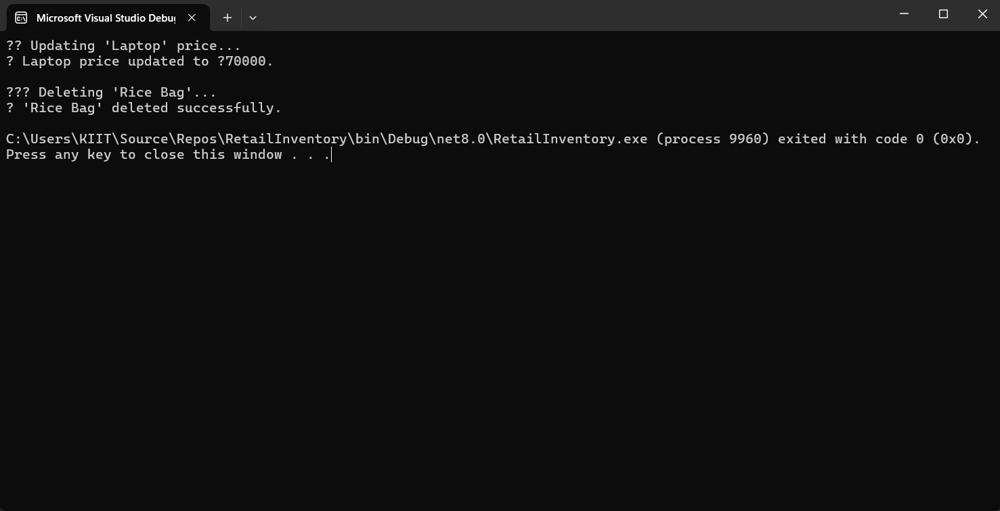 Microsoft Visual Studio Debug
?? Updating 'Laptop' price...
? Laptop price updated to ?70000.
??? Deleting 'Rice Bag'...
? 'Rice Bag' deleted successfully.
C:\Users\KIIT\Source\Repos\RetailInventory\bin\Debug\net8.0\RetailInventory.exe (process 9960) exited with code 0 (0x0).
Press any key to close this window . . .